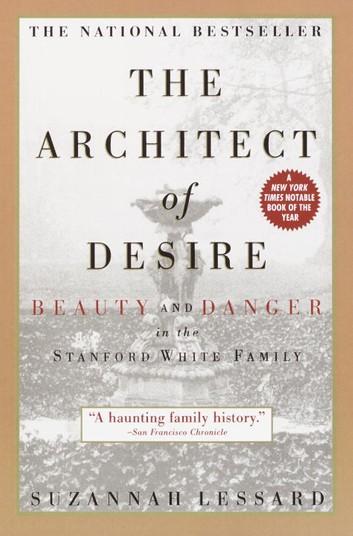 THE NATIONAL BESTSELLER
THE
ARCHITECT
of
DESIRE
A
NEW YORK
TIMES NOTABLE
BOOK OF THE
YEAR
BEAUTY AND DANGER
in the
STANFORD WHITE FAMILY
“A haunting family history.”
–San Francisco Chronicle
SUZANNAH LESSARD